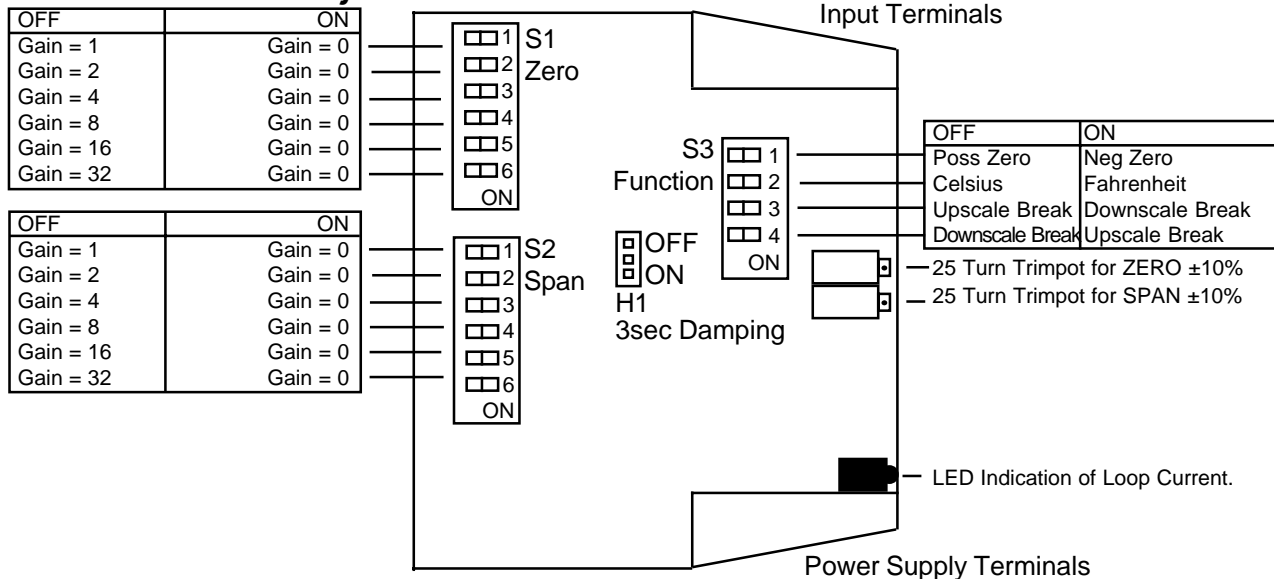 Input Terminals
OFF ON
Gain = 1 Gain = 0
Gain = 2 Gain = 0
Gain = 4 Gain = 0
Gain = 8 Gain = 0
Gain = 16 Gain = 0
Gain = 32 Gain = 0
1 S1
2 Zero
3
4
5
6
ON
S3
Function
1
2
3
4
ON
OFF ON
Poss Zero Neg Zero
Celsius Fahrenheit
Upscale Break Downscale Break
Downscale Break Upscale Break
OFF ON
Gain = 1 Gain = 0
Gain = 2 Gain = 0
Gain = 4 Gain = 0
Gain = 8 Gain = 0
Gain = 16 Gain = 0
Gain = 32 Gain = 0
1 S2
2 Span
3
4
5
6
ON
OFF
ON
H1
3sec Damping
25 Turn Trimpot for ZERO ±10%
25 Turn Trimpot for SPAN ±10%
LED Indication of Loop Current.
Power Supply Terminals